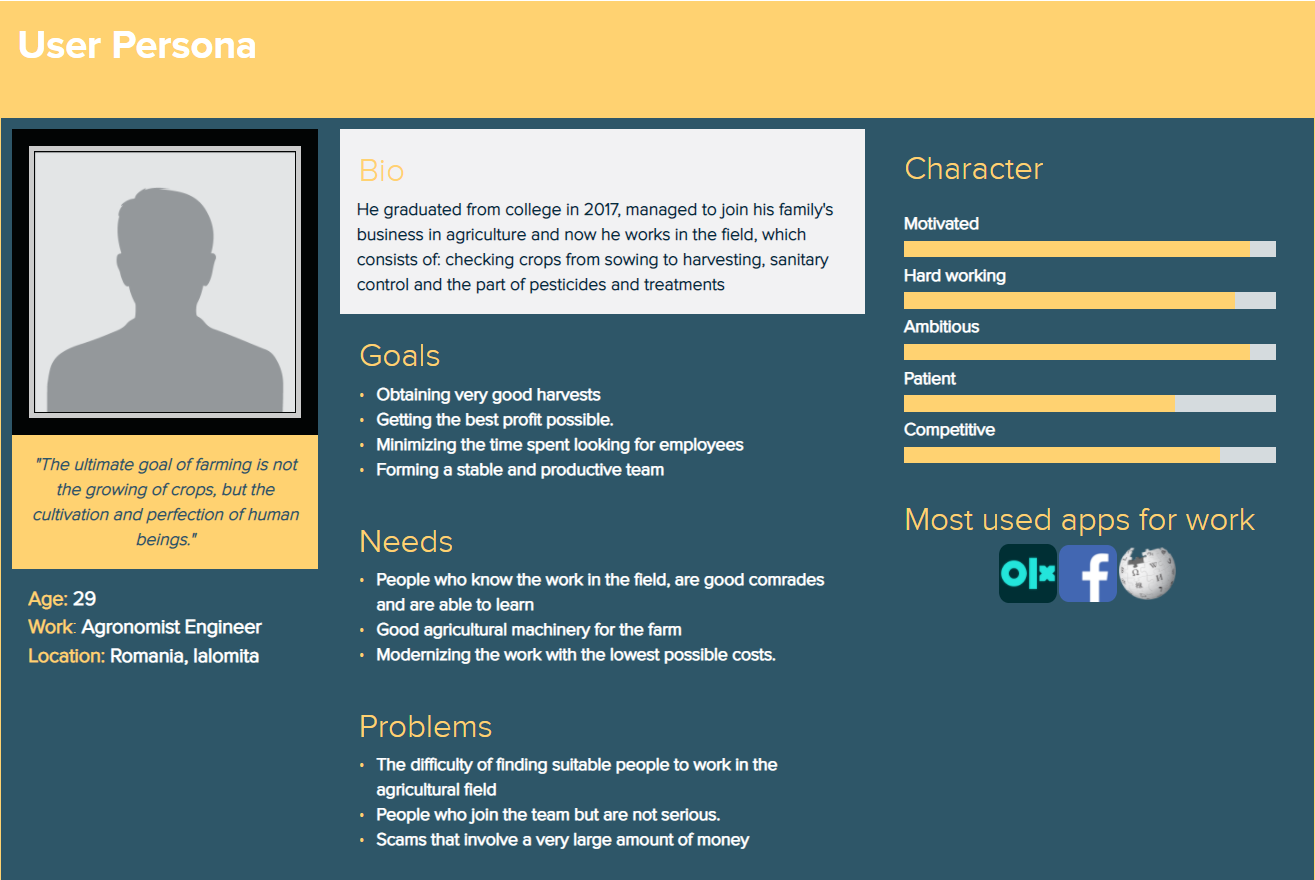 User Persona
"The ultimate goal of farming is not
the growing of crops, but the
cultivation and perfection of human
beings."
Age: 29
Work: Agronomist Engineer
Location: Romania, Ialomita
Bio
He graduated from college in 2017, managed to join his family's
business in agriculture and now he works in the field, which
consists of: checking crops from sowing to harvesting, sanitary
control and the part of pesticides and treatments
Goals
• Obtaining very good harvests
• Getting the best profit possible.
• Minimizing the time spent looking for employees
• Forming a stable and productive team
Needs
• People who know the work in the field, are good comrades
and are able to learn
• Good agricultural machinery for the farm
• Modernizing the work with the lowest possible costs.
Problems
• The difficulty of finding suitable people to work in the
agricultural field
• People who join the team but are not serious.
• Scams that involve a very large amount of money
Character
Motivated
Hard working
Ambitious
Patient
Competitive
Most used apps for work
olx f